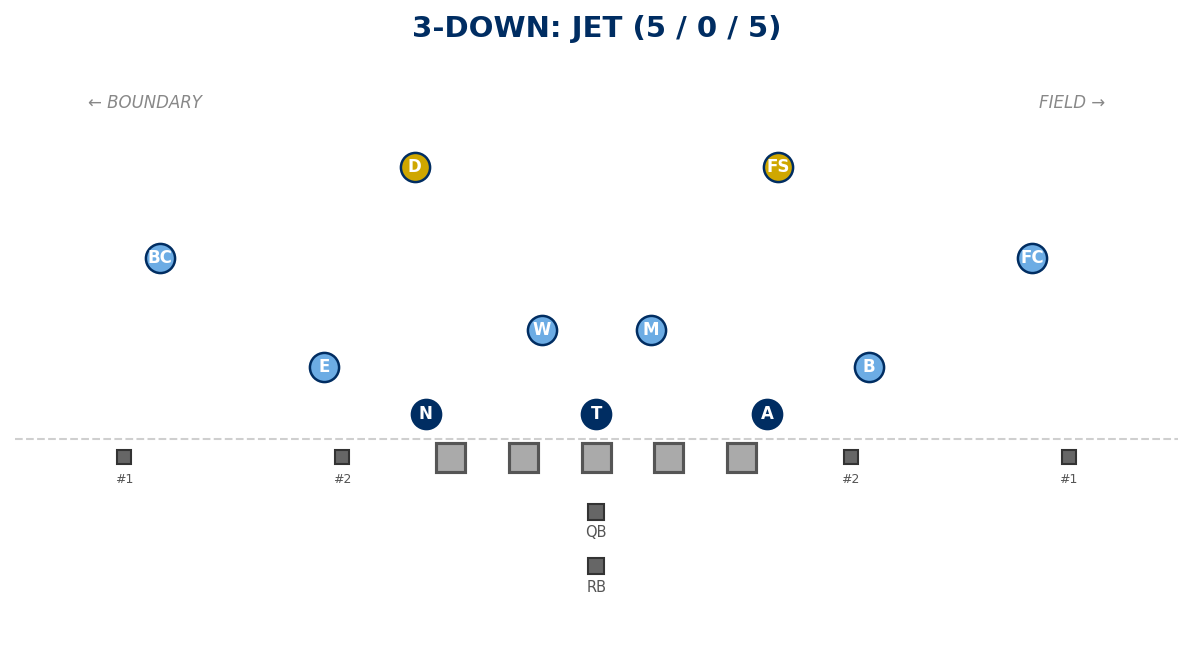 3-DOWN: JET (5 / 0 / 5)
← BOUNDARY
FIELD →
D
FS
BC
FC
W
M
E
B
N
T
A
#1
#2
#2
#1
QB
RB